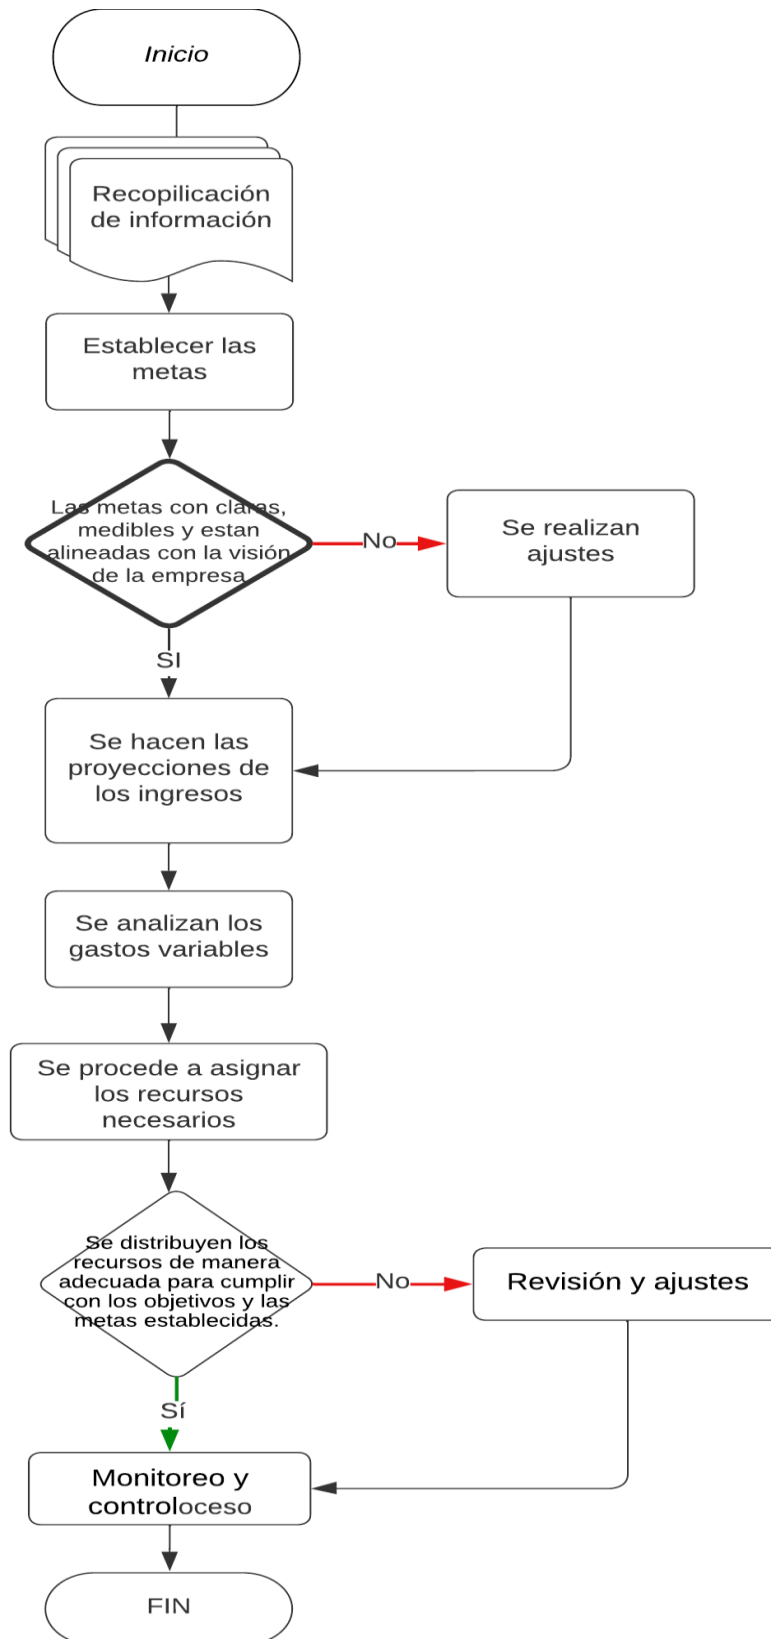 Inicio
Recopilicación
de información
Establecer las
metas
Las metas con claras,
medibles y estan
alineadas con la visión
de la empresa
No
Se realizan
ajustes
SI
Se hacen las
proyecciones de
los ingresos
Se analizan los
gastos variables
Se procede a asignar
los recursos
necesarios
Se distribuyen los
recursos de manera
adecuada para cumplir
con los objetivos y las
metas establecidas.
No
Revisión y ajustes
Sí
Monitoreo y
controloceso
FIN